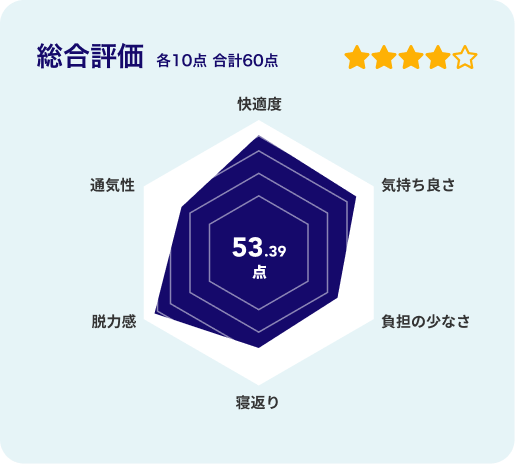 総合評価 各10点 合計60点
快適度
通気性
気持ち良さ
53.39
点
脱力感
負担の少なさ
寝返り